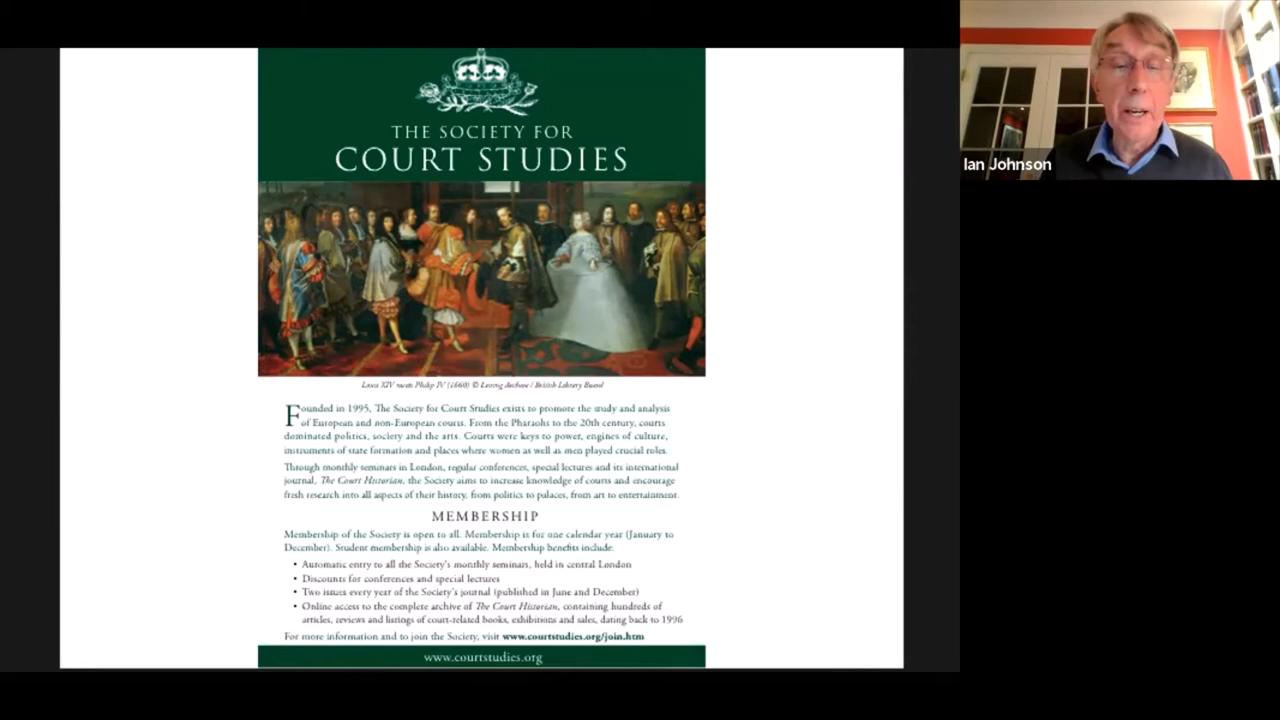 THE SOCIETY FOR
COURT STUDIES
Louis XIV meets Philip IV (1660) © Lessing Archive / British Library Board
Founded in 1995, The Society for Court Studies exists to promote the study and analysis
of European and non-European courts. From the Pharaohs to the 20th century, courts
dominated politics, society and the arts. Courts were keys to power, engines of culture,
instruments of state formation and places where women as well as men played crucial roles.
Through monthly seminars in London, regular conferences, special lectures and its international
journal, The Court Historian, the Society aims to increase knowledge of courts and encourage
fresh research into all aspects of their history, from politics to palaces, from art to entertainment.
MEMBERSHIP
Membership of the Society is open to all. Membership is for one calendar year (January to
December). Student membership is also available. Membership benefits include:
• Automatic entry to all the Society's monthly seminars, held in central London
• Discounts for conferences and special lectures
• Two issues every year of the Society's journal (published in June and December)
• Online access to the complete archive of The Court Historian, containing hundreds of
articles, reviews and listings of court-related books, exhibitions and sales, dating back to 1996
For more information and to join the Society, visit www.courtstudies.org/join.htm
www.courtstudies.org
Ian Johnson